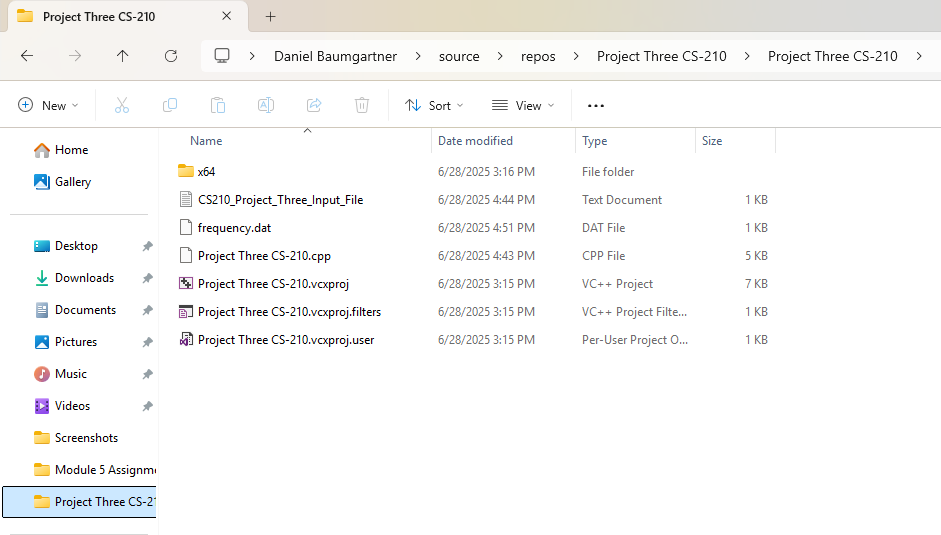 Project Three CS-210
Daniel Baumgartner source repos Project Three CS-210 Project Three CS-210
New Sort View
Name Date modified Type Size
Home
Gallery
Desktop
Downloads
Documents
Pictures
Music
Videos
Screenshots
Module 5 Assignme
Project Three CS-21
x64 6/28/2025 3:16 PM File folder
CS210_Project_Three_Input_File 6/28/2025 4:44 PM Text Document 1 KB
frequency.dat 6/28/2025 4:51 PM DAT File 1 KB
Project Three CS-210.cpp 6/28/2025 4:43 PM CPP File 5 KB
Project Three CS-210.vcxproj 6/28/2025 3:15 PM VC++ Project 7 KB
Project Three CS-210.vcxproj.filters 6/28/2025 3:15 PM VC++ Project Filte... 1 KB
Project Three CS-210.vcxproj.user 6/28/2025 3:15 PM Per-User Project O... 1 KB